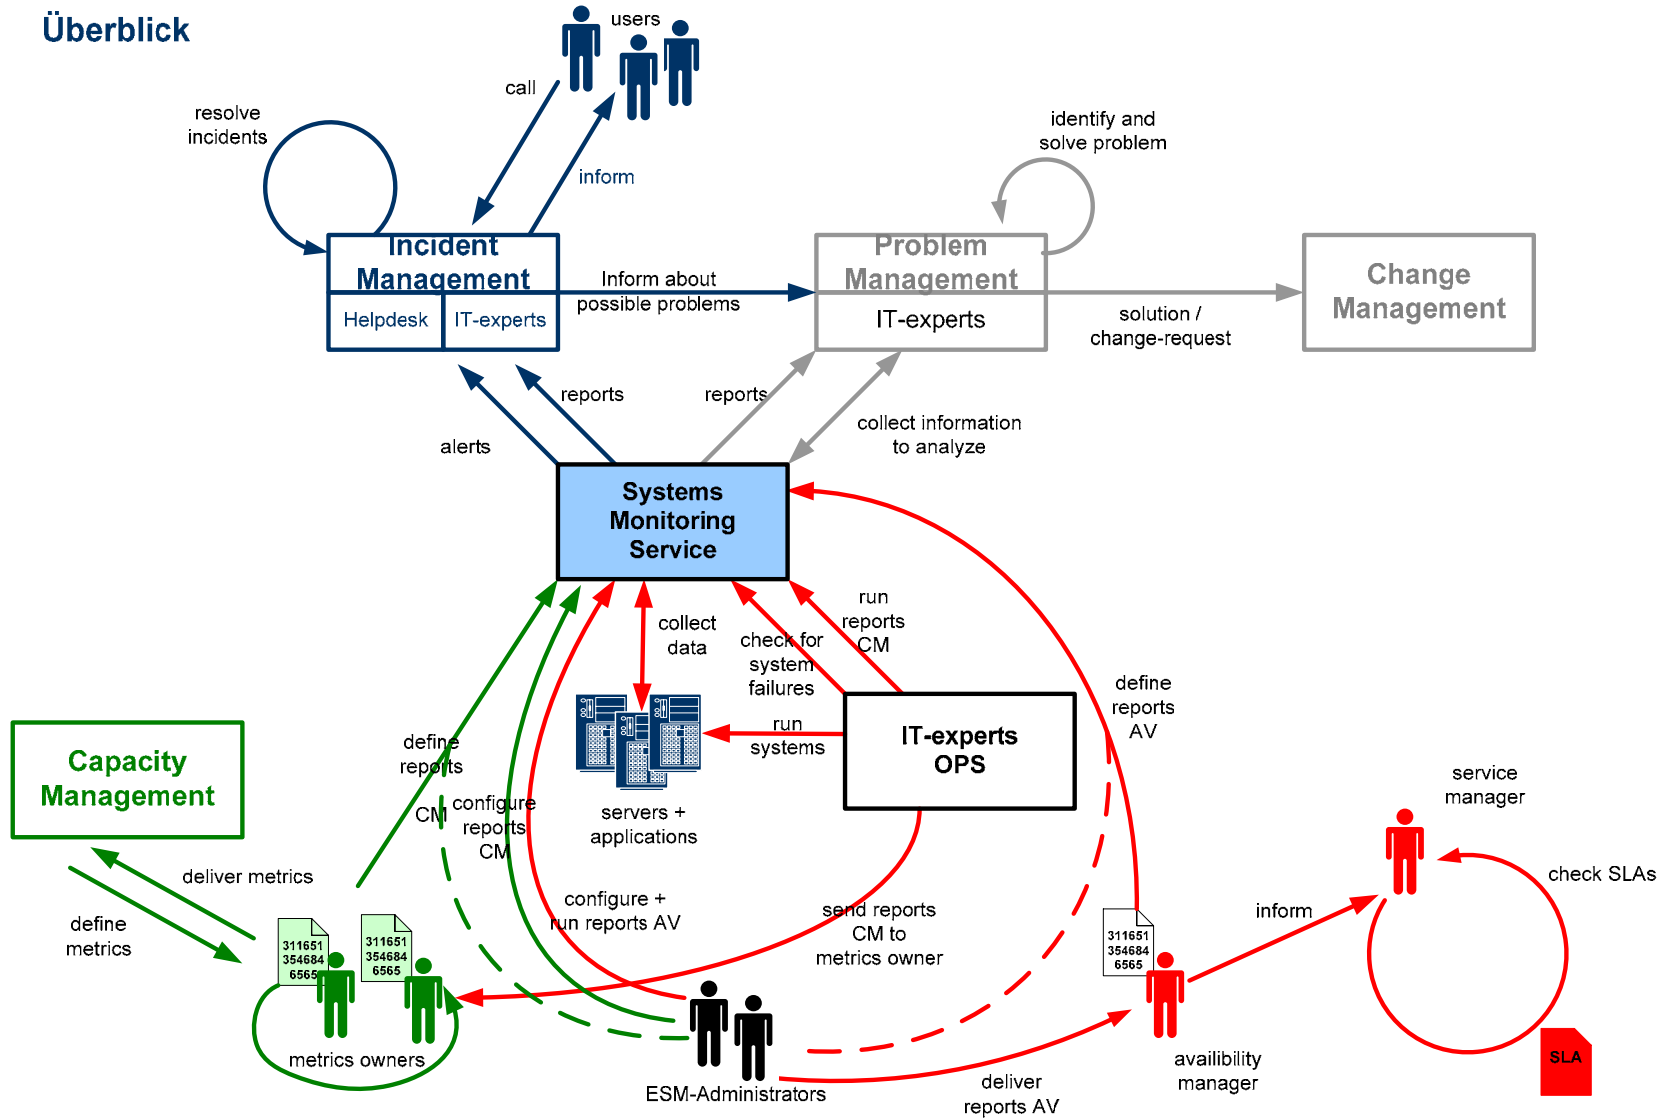 Überblick
users
call
resolve
incidents
inform
identify and
solve problem
Incident
Management
Helpdesk
IT-experts
Inform about
possible problems
Problem
Management
IT-experts
solution /
change-request
Change
Management
alerts
reports
reports
collect information
to analyze
Systems
Monitoring
Service
collect
data
check for
system
failures
run
reports
CM
define
reports
AV
run
systems
IT-experts
OPS
servers +
applications
Capacity
Management
define
reports
CM
configure
reports
CM
deliver metrics
define
metrics
configure +
run reports AV
send reports
CM to
metrics owner
service
manager
check SLAs
inform
311651
354684
6565
311651
354684
6565
311651
354684
6565
metrics owners
ESM-Administrators
deliver
reports AV
availibility
manager
SLA